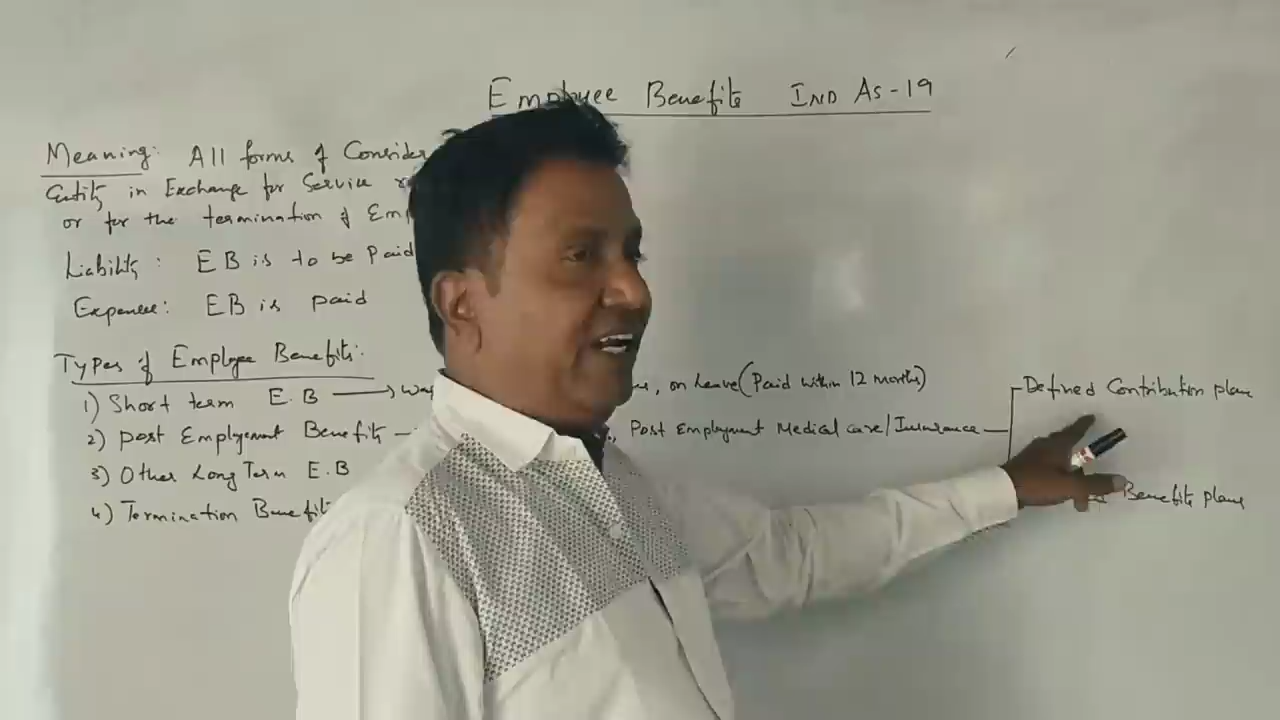 Employee Benefits IND AS-19
Meaning: All forms of Consider
Entity in Exchange for Service
or for the termination of Em
Liability: EB is to be Paid
Expense: EB is paid
Types of Employee Benefits:
1) Short term E.B → wa , on leave (Paid within 12 months)
2) Post Employment Benefits — , Post Employment Medical care/Insurance — Defined Contribution plans
Benefits plans
3) Other Long Term E.B
4) Termination Benefit